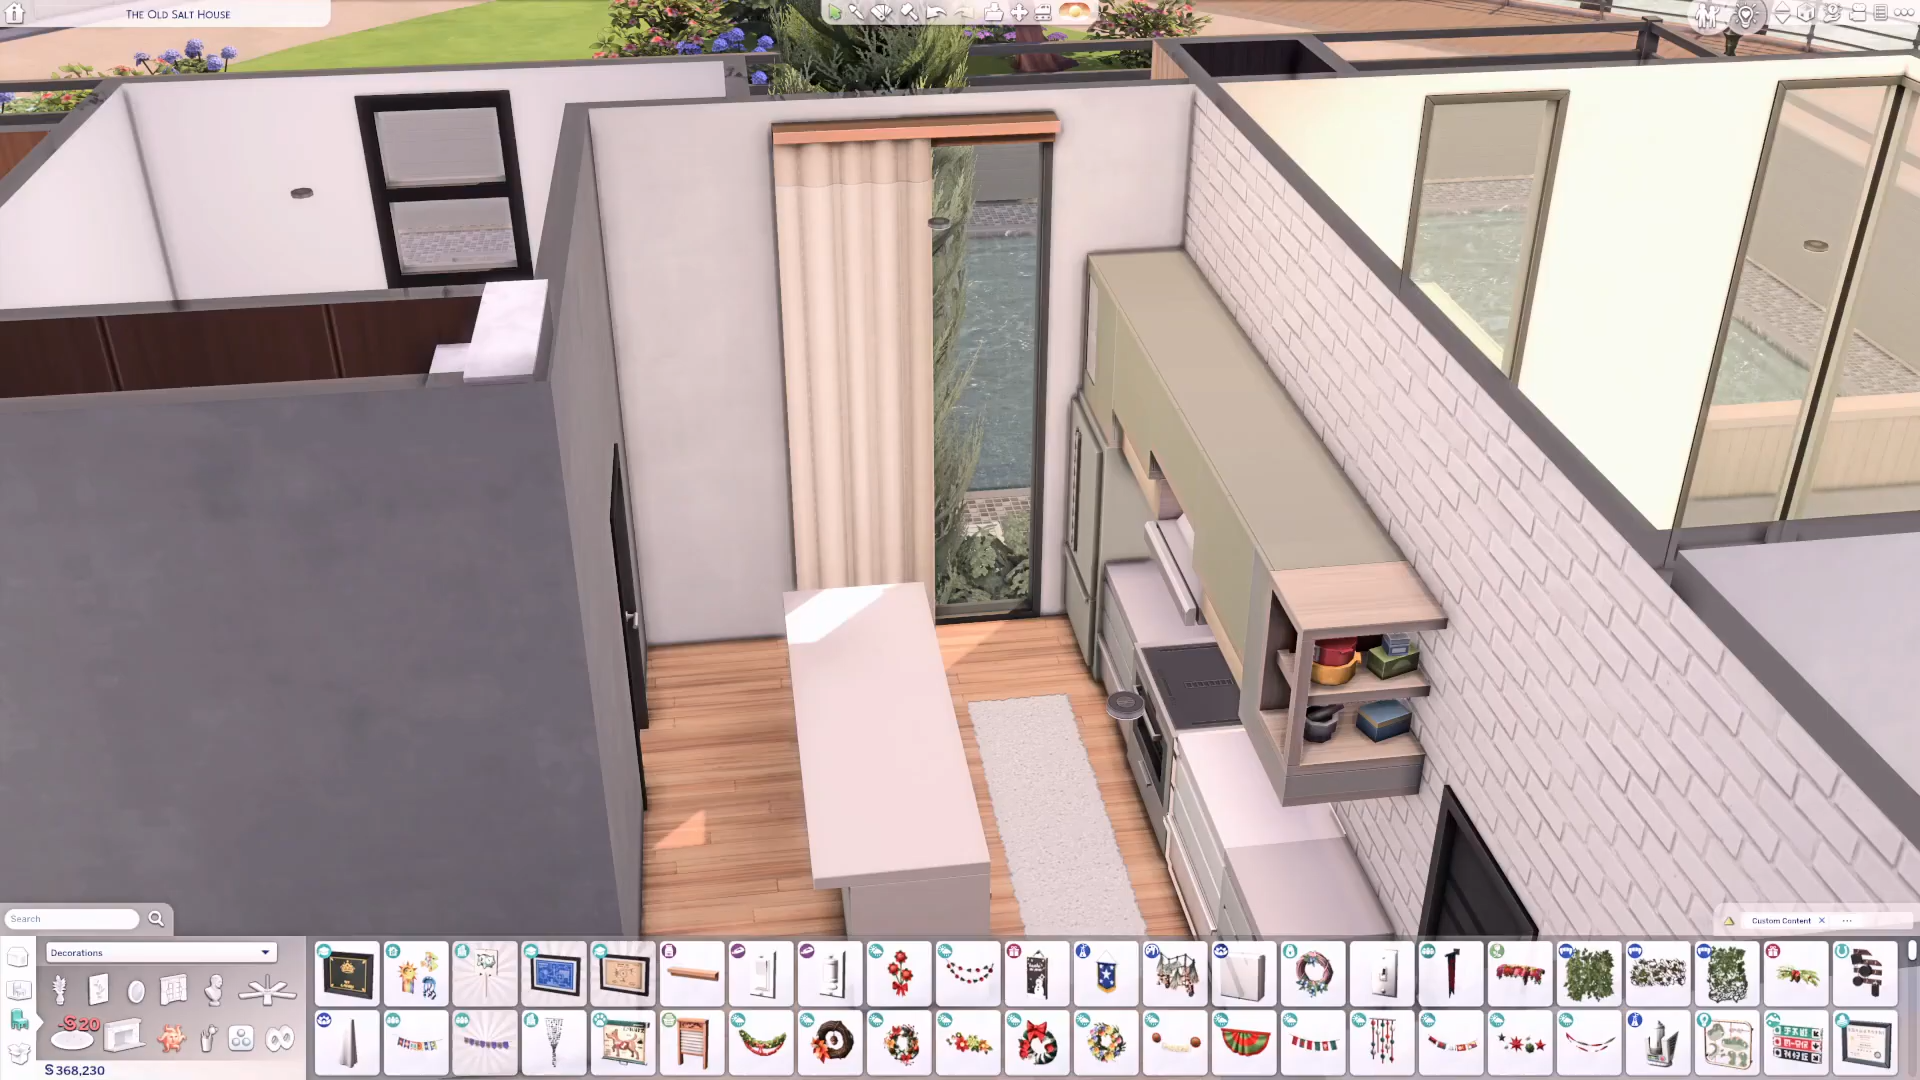 The Old Salt House
Search
Custom Content
Decorations
-§20
§368,230